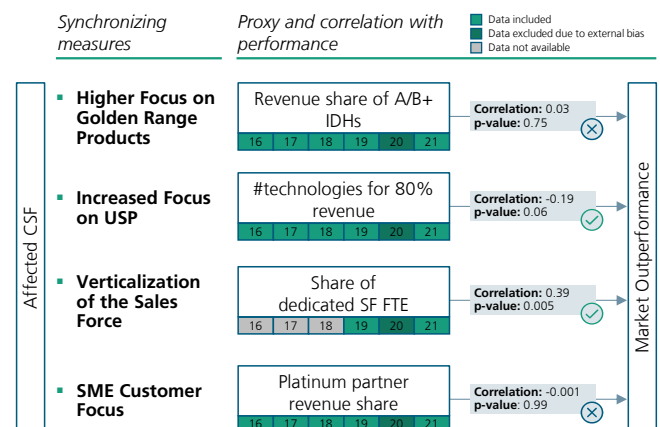 Synchronizing
measures
Proxy and correlation with
performance
Data included
Data excluded due to external bias
Data not available
Affected CSF
Market Outperformance
▪ Higher Focus on
Golden Range
Products
Revenue share of A/B+
IDHs
16 17 18 19 20 21
Correlation: 0.03
p-value: 0.75
▪ Increased Focus
on USP
#technologies for 80%
revenue
16 17 18 19 20 21
Correlation: -0.19
p-value: 0.06
▪ Verticalization
of the Sales
Force
Share of
dedicated SF FTE
16 17 18 19 20 21
Correlation: 0.39
p-value: 0.005
▪ SME Customer
Focus
Platinum partner
revenue share
16 17 18 19 20 21
Correlation: -0.001
p-value: 0.99